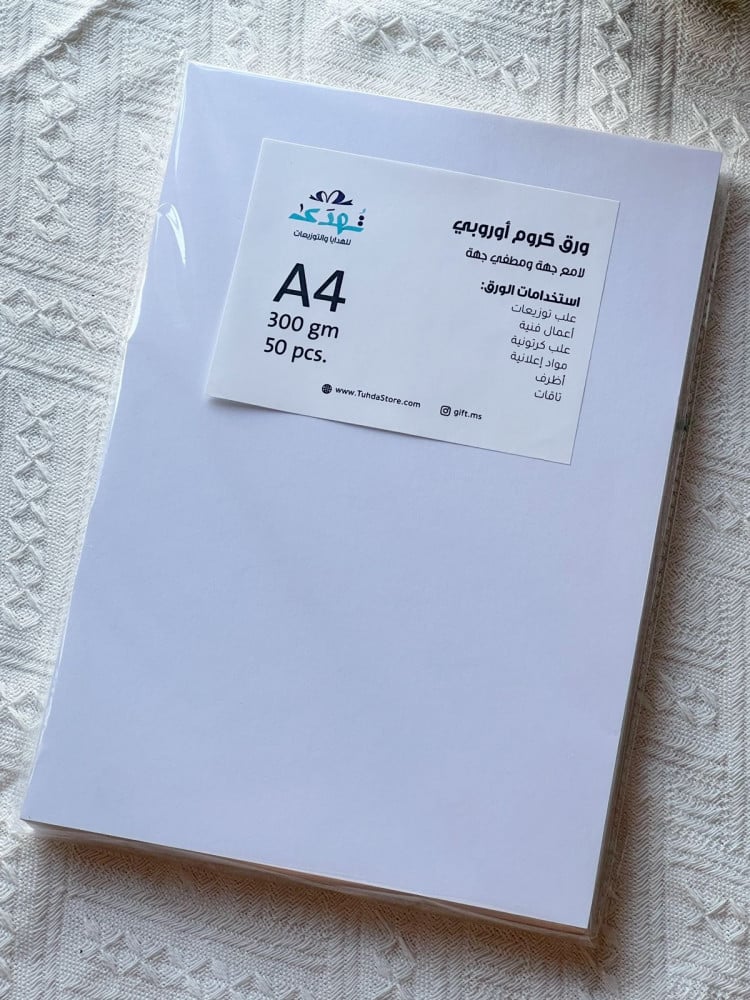 تُهدى
للهدايا والتوزيعات
A4
300 gm
50 pcs.
ورق كروم أوروبي
لامع جهة ومطفي جهة
استخدامات الورق:
علب توزيعات
أعمال فنية
علب كرتونية
مواد إعلانية
أظرف
تاقات
www.TuhdaStore.com
gift.ms